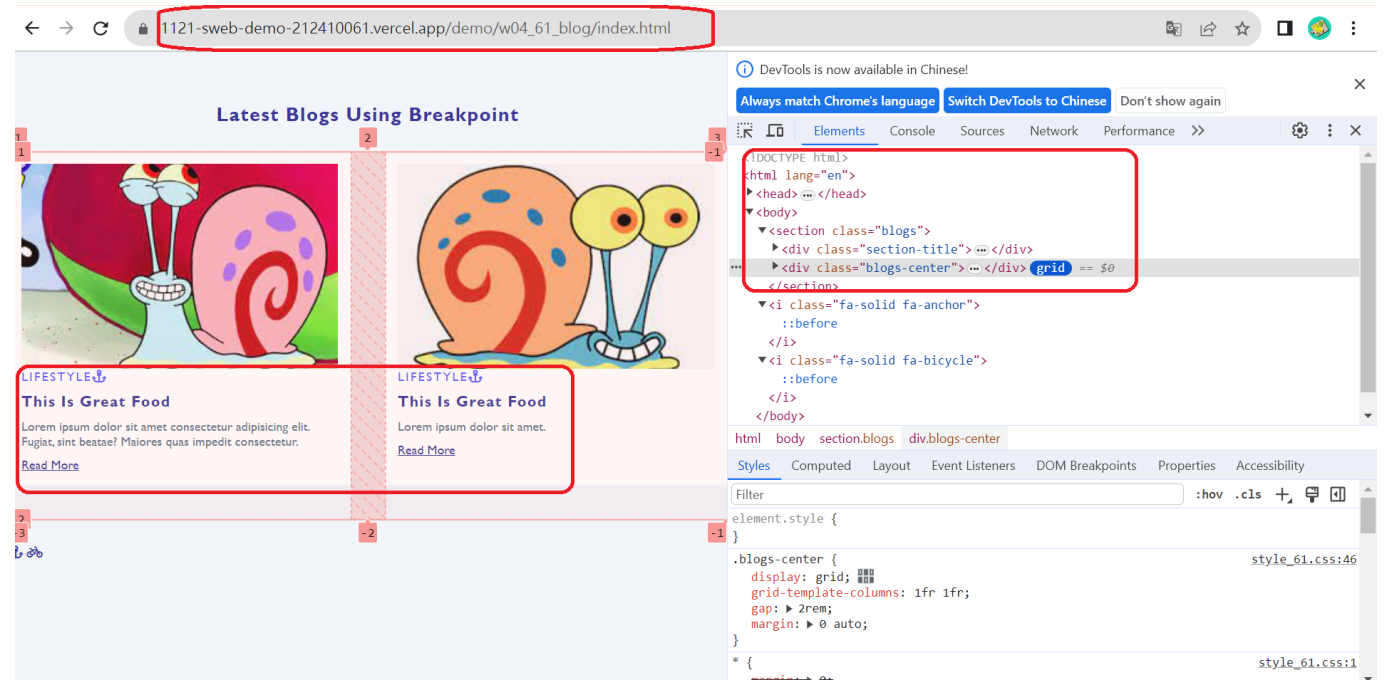 1121-sweb-demo-212410061.vercel.app/demo/w04_61_blog/index.html
Latest Blogs Using Breakpoint
1 2 3
1 -1
LIFESTYLE
This Is Great Food
Lorem ipsum dolor sit amet consectetur adipisicing elit.
Fugiat, sint beatae? Maiores quas impedit consectetur.
Read More
LIFESTYLE
This Is Great Food
Lorem ipsum dolor sit amet.
Read More
2
-3 -2 -1
DevTools is now available in Chinese!
Always match Chrome's language Switch DevTools to Chinese Don't show again
Elements Console Sources Network Performance
<!DOCTYPE html>
<html lang="en">
<head>…</head>
<body>
<section class="blogs">
<div class="section-title">…</div>
<div class="blogs-center">…</div> grid == $0
</section>
<i class="fa-solid fa-anchor">
::before
</i>
<i class="fa-solid fa-bicycle">
::before
</i>
</body>
html body section.blogs div.blogs-center
Styles Computed Layout Event Listeners DOM Breakpoints Properties Accessibility
Filter :hov .cls
element.style {
}
.blogs-center { style_61.css:46
display: grid;
grid-template-columns: 1fr 1fr;
gap: 2rem;
margin: 0 auto;
}
* { style_61.css:1
margin: 0;